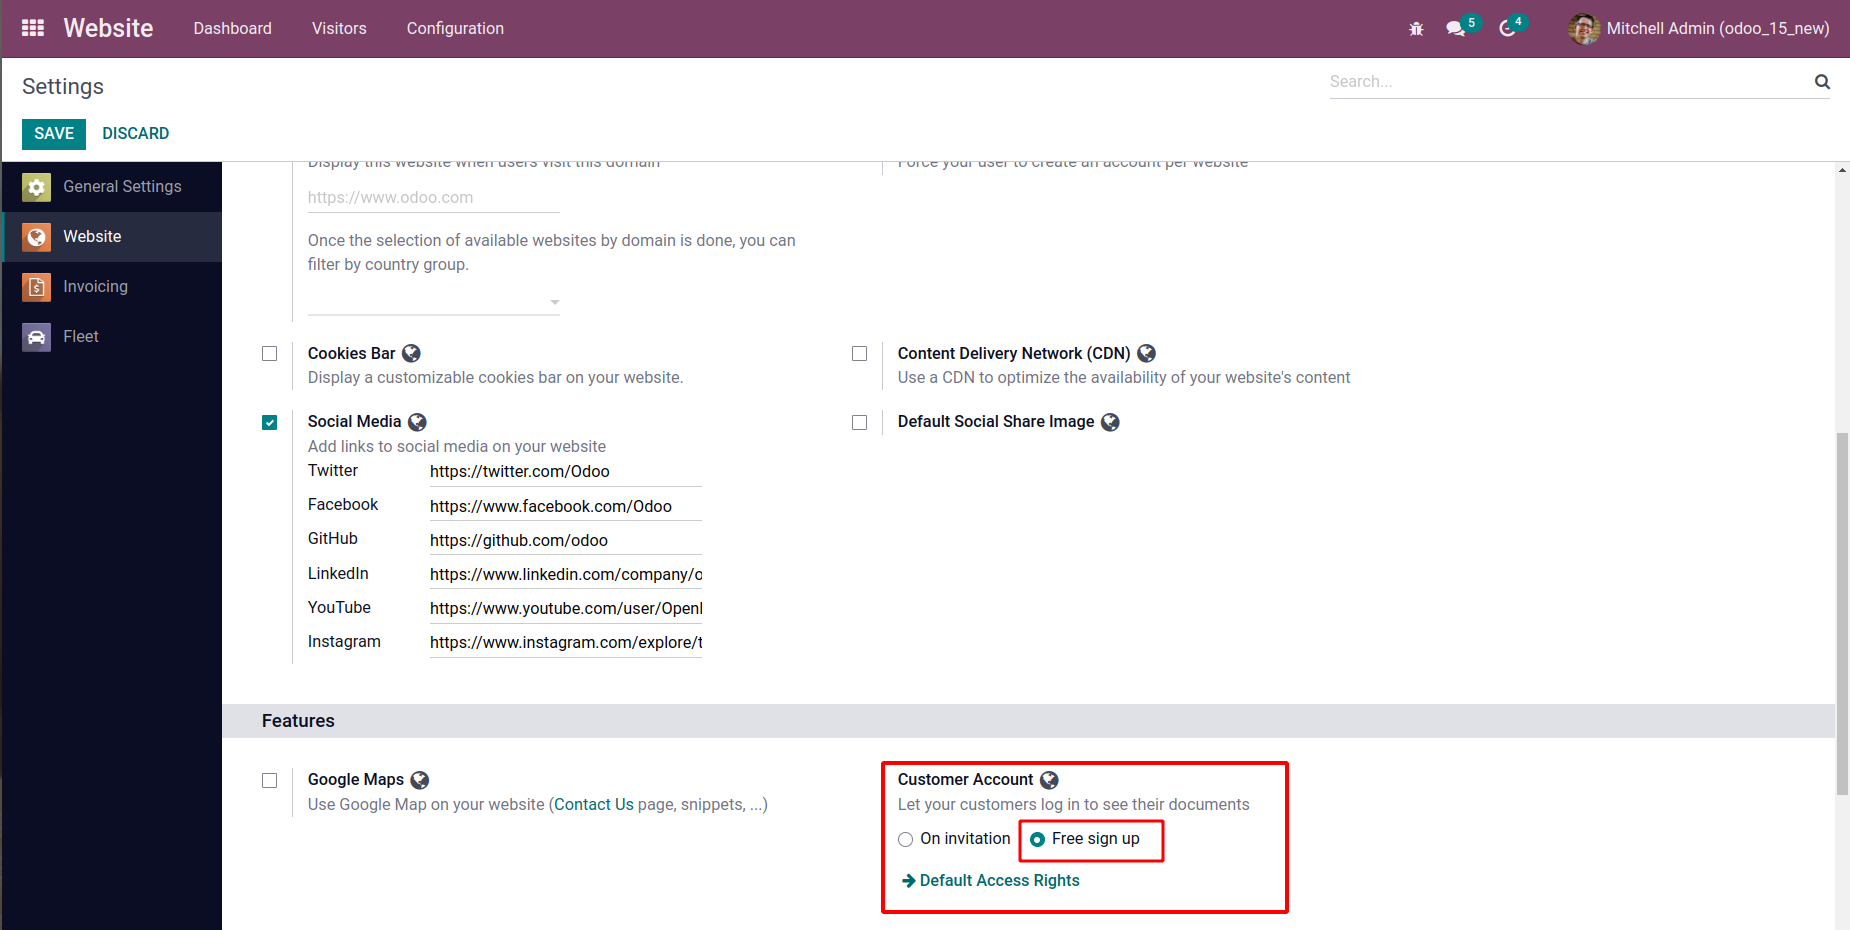 Website Dashboard Visitors Configuration 5 4 Mitchell Admin (odoo_15_new)
Settings
Search...
SAVE DISCARD
General Settings
Website
Invoicing
Fleet
Display this website when users visit this domain
https://www.odoo.com
Once the selection of available websites by domain is done, you can
filter by country group.
Force your user to create an account per website
Cookies Bar
Display a customizable cookies bar on your website.
Content Delivery Network (CDN)
Use a CDN to optimize the availability of your website's content
Social Media
Add links to social media on your website
Twitter https://twitter.com/Odoo
Facebook https://www.facebook.com/Odoo
GitHub https://github.com/odoo
LinkedIn https://www.linkedin.com/company/o
YouTube https://www.youtube.com/user/Open
Instagram https://www.instagram.com/explore/t
Default Social Share Image
Features
Google Maps
Use Google Map on your website (Contact Us page, snippets, ...)
Customer Account
Let your customers log in to see their documents
On invitation Free sign up
Default Access Rights